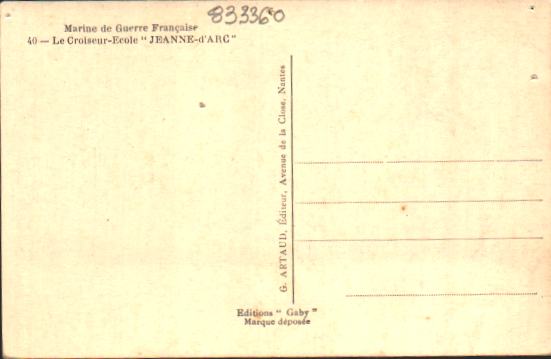 833360
Marine de Guerre Française
40 — Le Croiseur-Ecole "JEANNE-d'ARC"
G. ARTAUD, Éditeur, Avenue de la Close, Nantes
Editions "Gaby"
Marque déposée